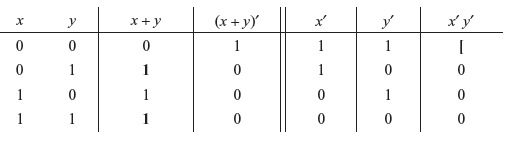 x y x + y (x + y)′ x′ y′ x′ y′
0 0 0 1 1 1 [
0 1 1 0 1 0 0
1 0 1 0 0 1 0
1 1 1 0 0 0 0